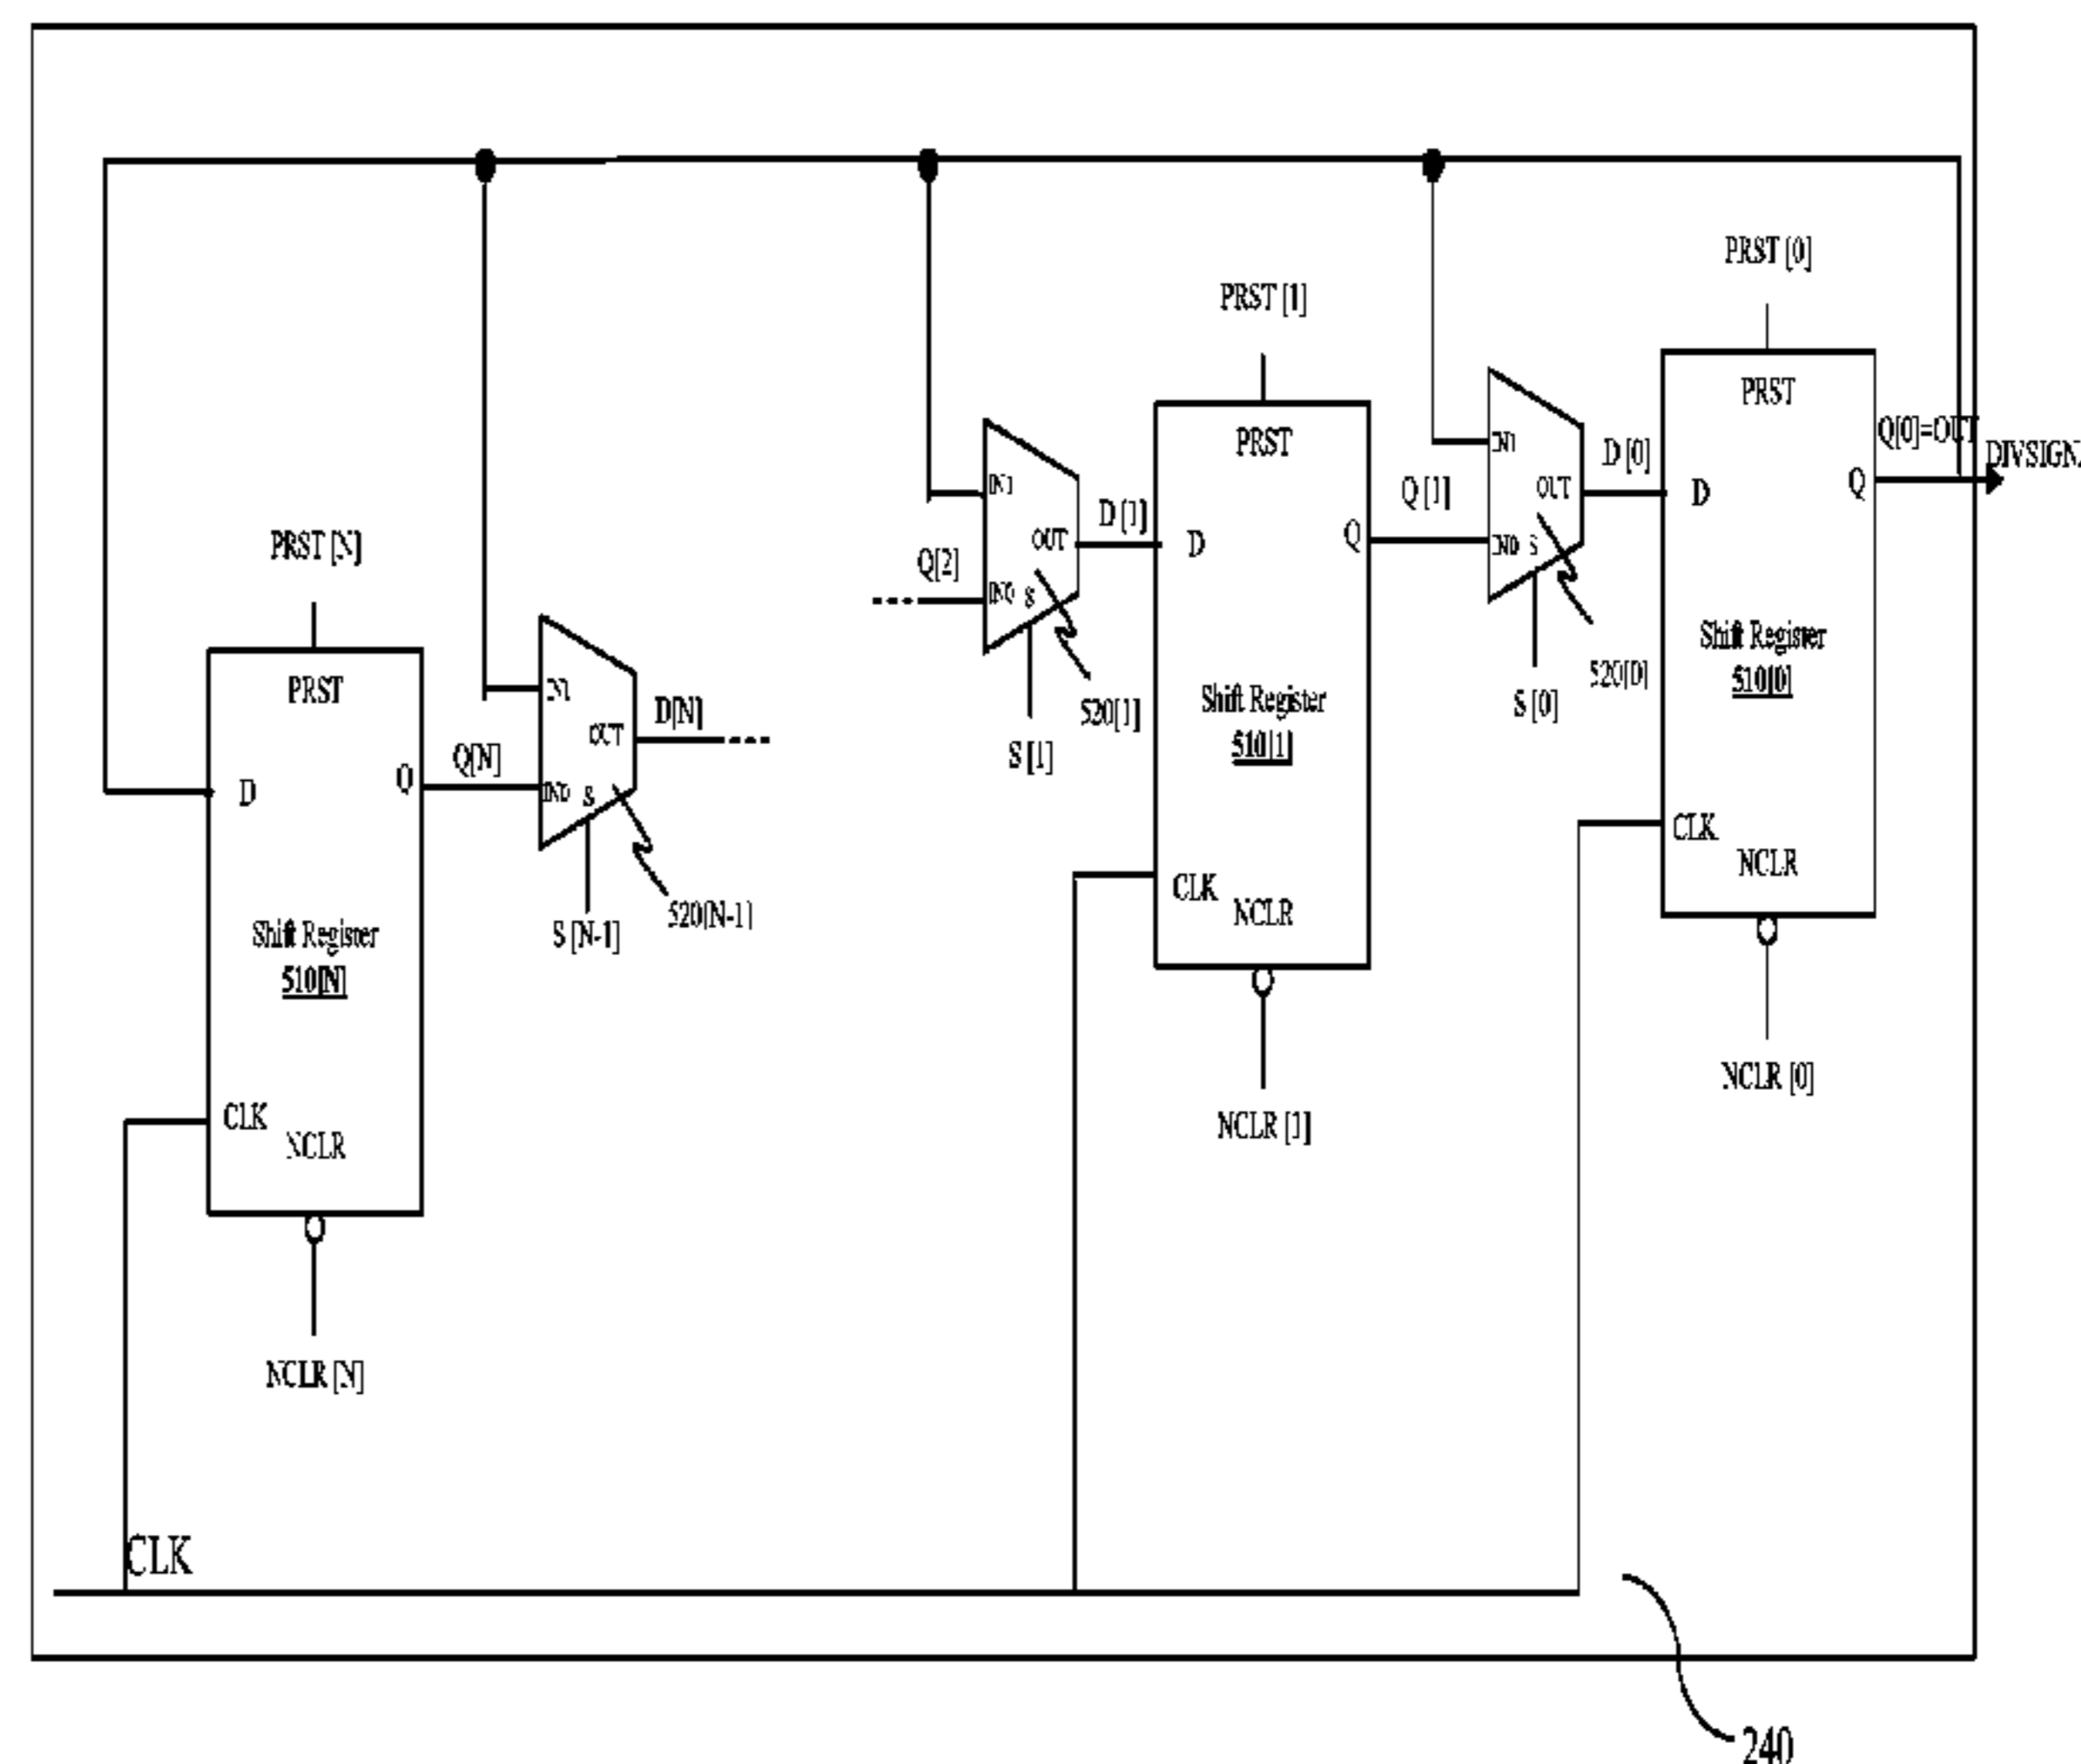 PRST [0]
PRST [1]
PRST
Q[0]=OUT
DIVSIGN
IN1
D [0]
PRST
Q [1]
OUT
D
Q
IN1
D [1]
OUT
D
Q
IN0 S
PRST [N]
Q[2]
IN0 S
Shift Register
510[0]
520[0]
S [0]
PRST
IN1
D[N]
Shift Register
510[1]
520[1]
S [1]
OUT
Q[N]
Q
D
IN0 S
CLK
NCLR
CLK
NCLR
520[N-1]
S [N-1]
Shift Register
510[N]
NCLR [0]
CLK
NCLR
NCLR [1]
NCLR [N]
CLK
240